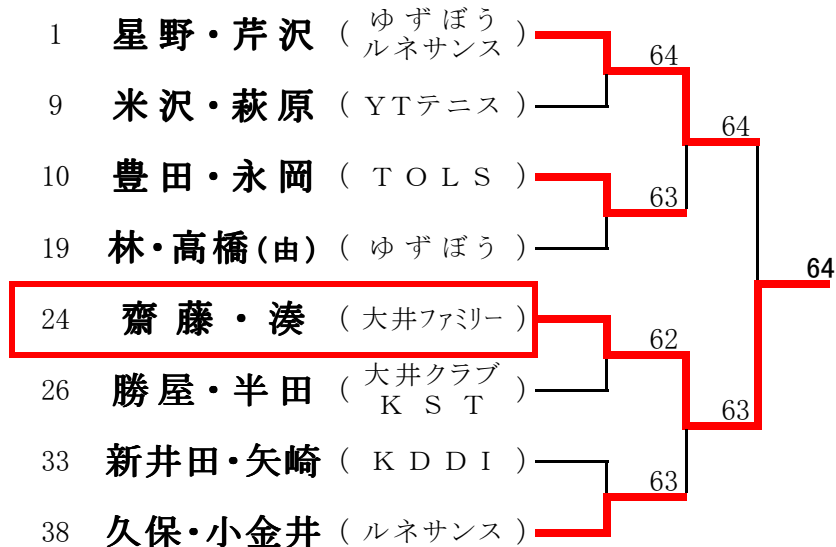 1 星野・芹沢 ( ゆずぼう ルネサンス )
64
9 米沢・萩原 ( YTテニス )
64
10 豊田・永岡 ( TOLS )
63
19 林・高橋(由) ( ゆずぼう )
64
24 齋藤・湊 ( 大井ファミリー )
62
26 勝屋・半田 ( 大井クラブ KST )
63
33 新井田・矢崎 ( KDDI )
63
38 久保・小金井 ( ルネサンス )